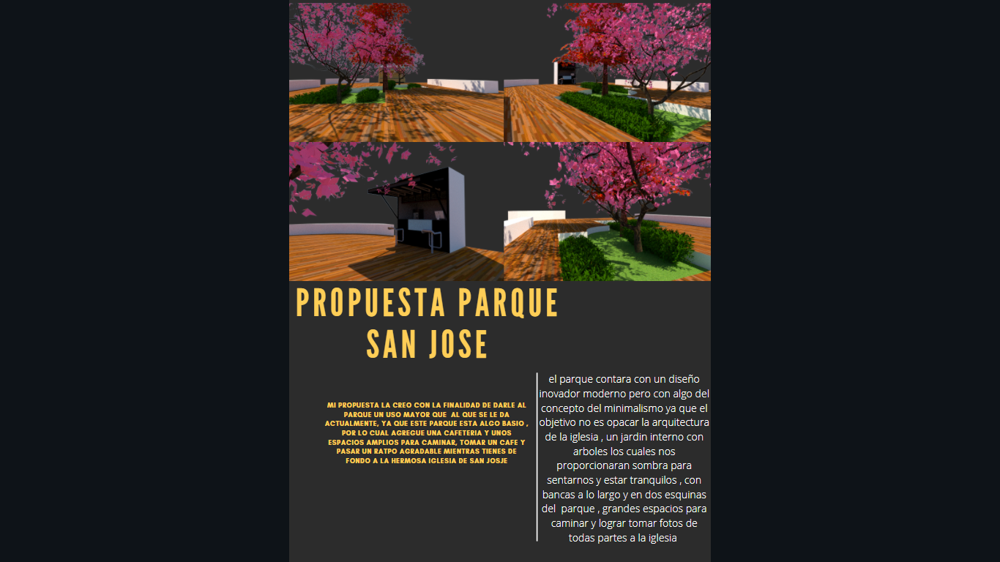 PROPUESTA PARQUE
SAN JOSE
MI PROPUESTA LA CREO CON LA FINALIDAD DE DARLE AL
PARQUE UN USO MAYOR QUE AL QUE SE LE DA
ACTUALMENTE, YA QUE ESTE PARQUE ESTA ALGO BASIO ,
POR LO CUAL AGREGUE UNA CAFETERIA Y UNOS
ESPACIOS AMPLIOS PARA CAMINAR, TOMAR UN CAFE Y
PASAR UN RATPO AGRADABLE MIENTRAS TIENES DE
FONDO A LA HERMOSA IGLESIA DE SAN JOSJE
el parque contara con un diseño
inovador moderno pero con algo del
concepto del minimalismo ya que el
objetivo no es opacar la arquitectura
de la iglesia , un jardin interno con
arboles los cuales nos
proporcionaran sombra para
sentarnos y estar tranquilos , con
bancas a lo largo y en dos esquinas
del parque , grandes espacios para
caminar y lograr tomar fotos de
todas partes a la iglesia